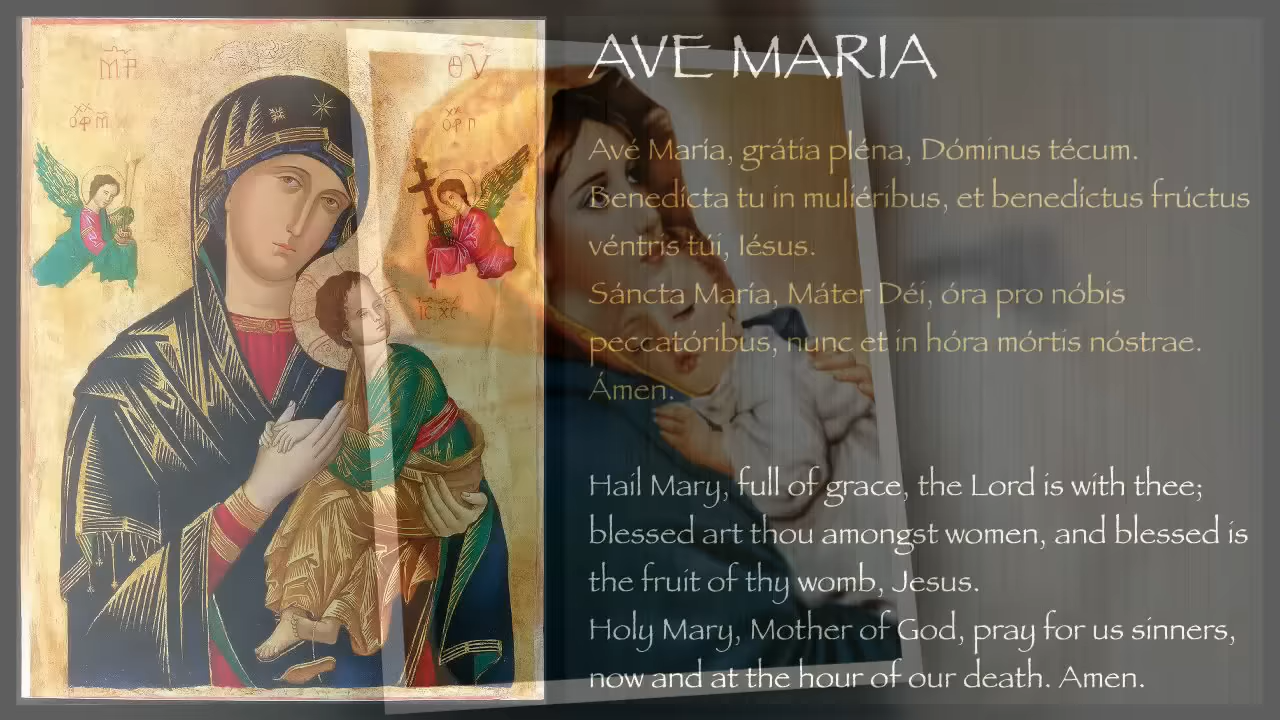 AVE MARIA
Avé María, grátia pléna, Dóminus técum.
Benedícta tu in muliéribus, et benedíctus frúctus
véntris túi, Iésus.
Sáncta María, Máter Déi, óra pro nóbis
peccatóribus, nunc et in hóra mórtis nóstrae.
Ámen.
Hail Mary, full of grace, the Lord is with thee;
blessed art thou amongst women, and blessed is
the fruit of thy womb, Jesus.
Holy Mary, Mother of God, pray for us sinners,
now and at the hour of our death. Amen.